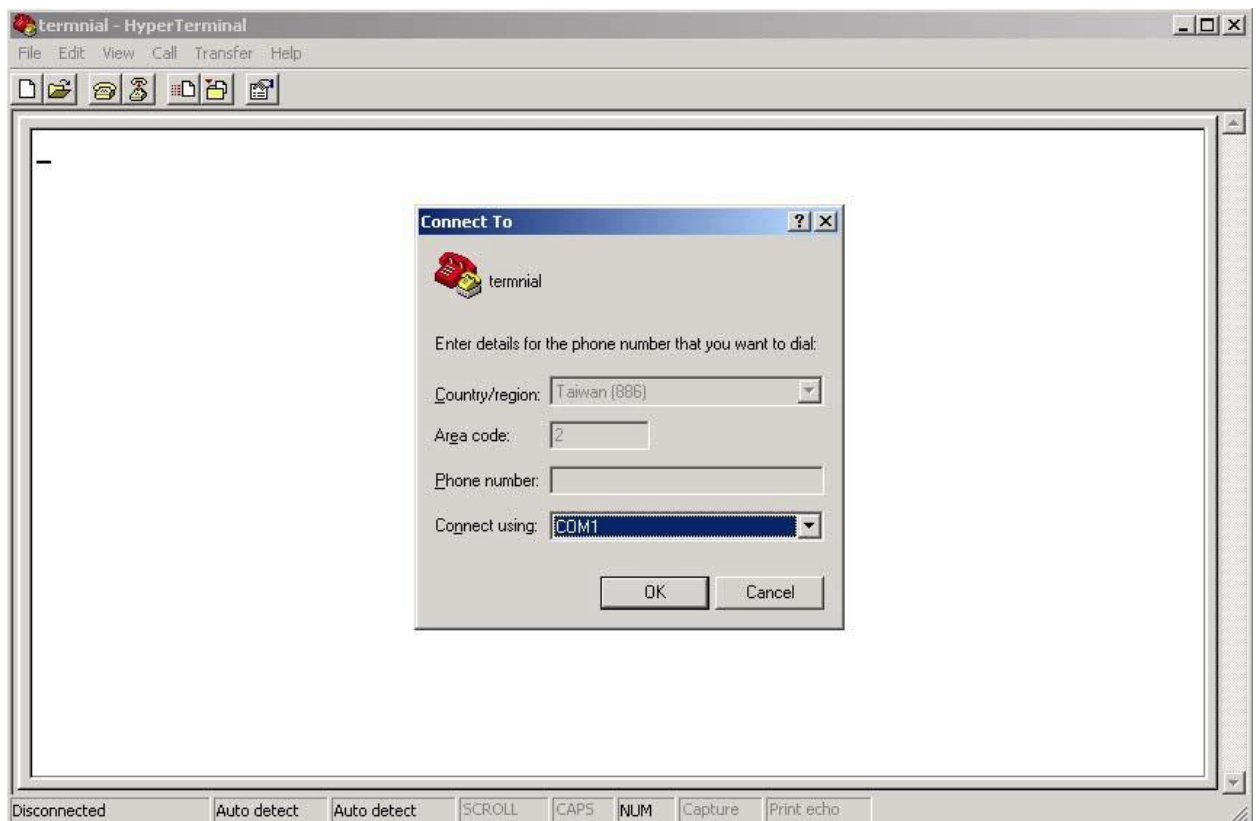 termnial - HyperTerminal
File Edit View Call Transfer Help
Connect To
termnial
Enter details for the phone number that you want to dial:
Country/region: Taiwan (886)
Area code: 2
Phone number:
Connect using: COM1
OK Cancel
Disconnected Auto detect Auto detect SCROLL CAPS NUM Capture Print echo